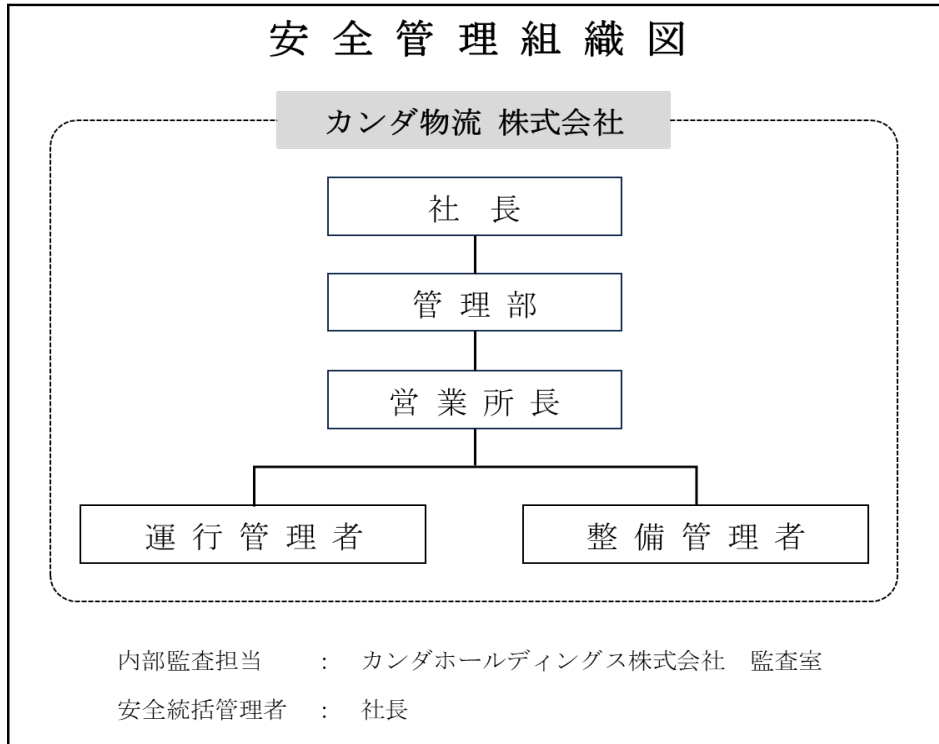 安全管理組織図
カンダ物流 株式会社
社 長
管理部
営業所長
運行管理者
整備管理者
内部監査担当 : カンダホールディングス株式会社 監査室
安全統括管理者 : 社長